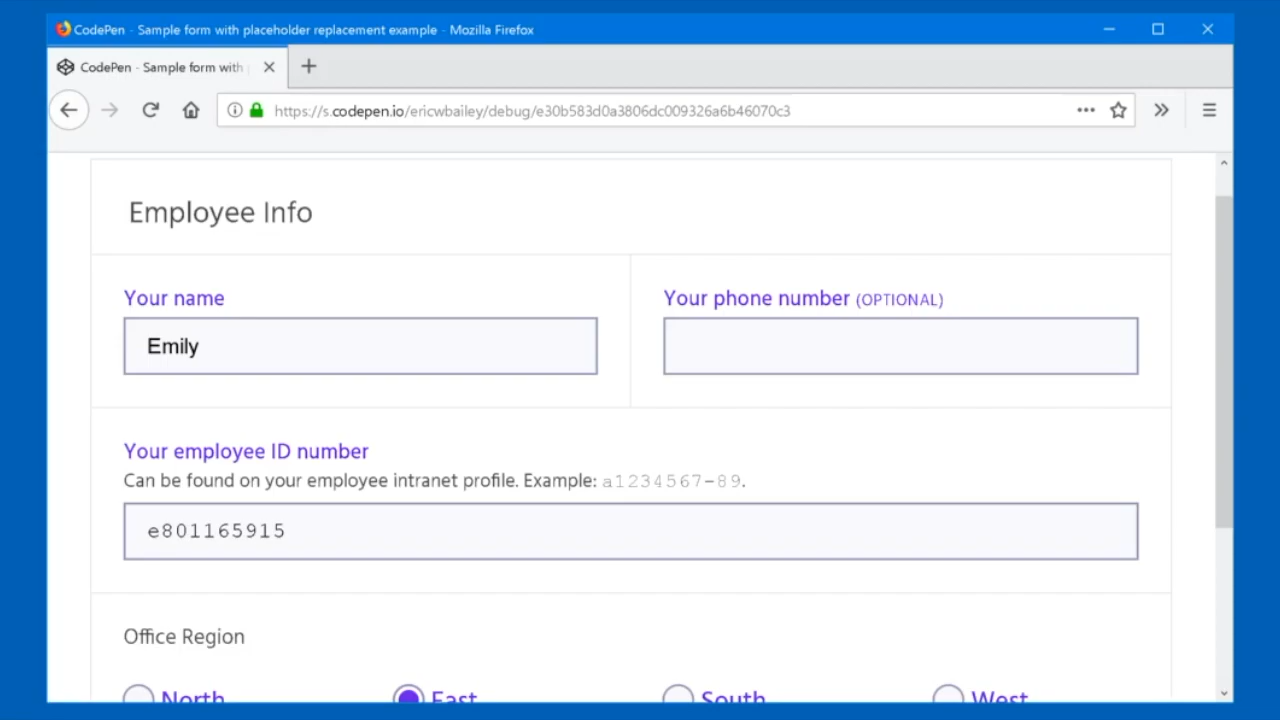 CodePen - Sample form with placeholder replacement example - Mozilla Firefox
CodePen - Sample form with
https://s.codepen.io/ericwbailey/debug/e30b583d0a3806dc009326a6b46070c3
Employee Info
Your name
Your phone number (OPTIONAL)
Emily
Your employee ID number
Can be found on your employee intranet profile. Example: a1234567-89.
e801165915
Office Region
North East South West